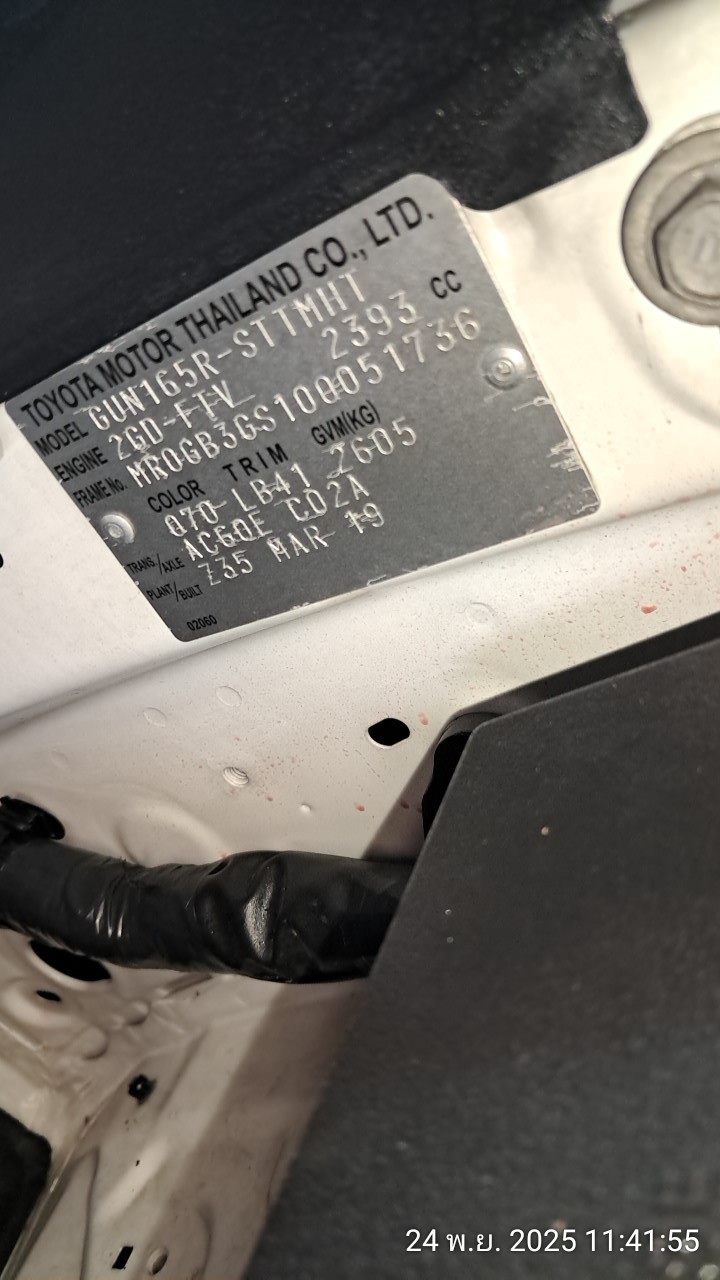 TOYOTA MOTOR THAILAND CO., LTD.
MODEL GUN165R-STTMHT
ENGINE 2GD-FTV 2393 CC
FRAME No. MR0GB3GS100051736
COLOR TRIM GVM(KG)
070 LB41 2605
TRANS./AXLE AC60E CD2A
PLANT/BUILT Z35 MAR 19
02060
24 พ.ย. 2025 11:41:55